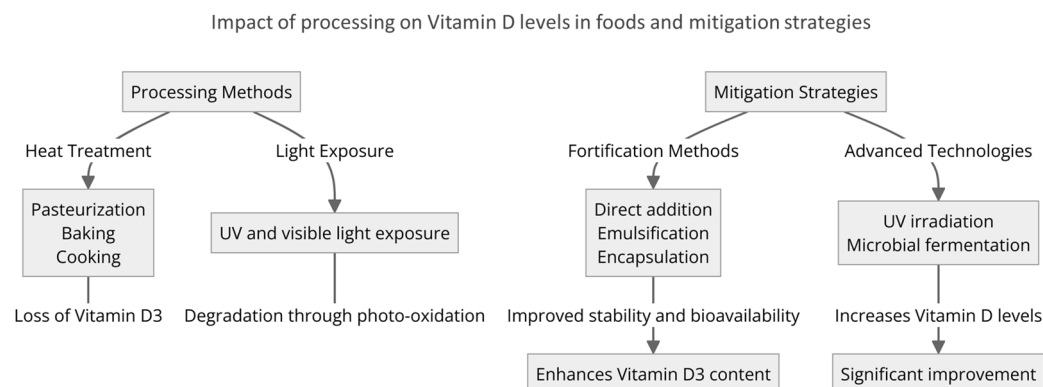 Impact of processing on Vitamin D levels in foods and mitigation strategies
Processing Methods
Mitigation Strategies
Heat Treatment
Light Exposure
Fortification Methods
Advanced Technologies
Pasteurization
Baking
Cooking
UV and visible light exposure
Direct addition
Emulsification
Encapsulation
UV irradiation
Microbial fermentation
Loss of Vitamin D3
Degradation through photo-oxidation
Improved stability and bioavailability
Increases Vitamin D levels
Enhances Vitamin D3 content
Significant improvement